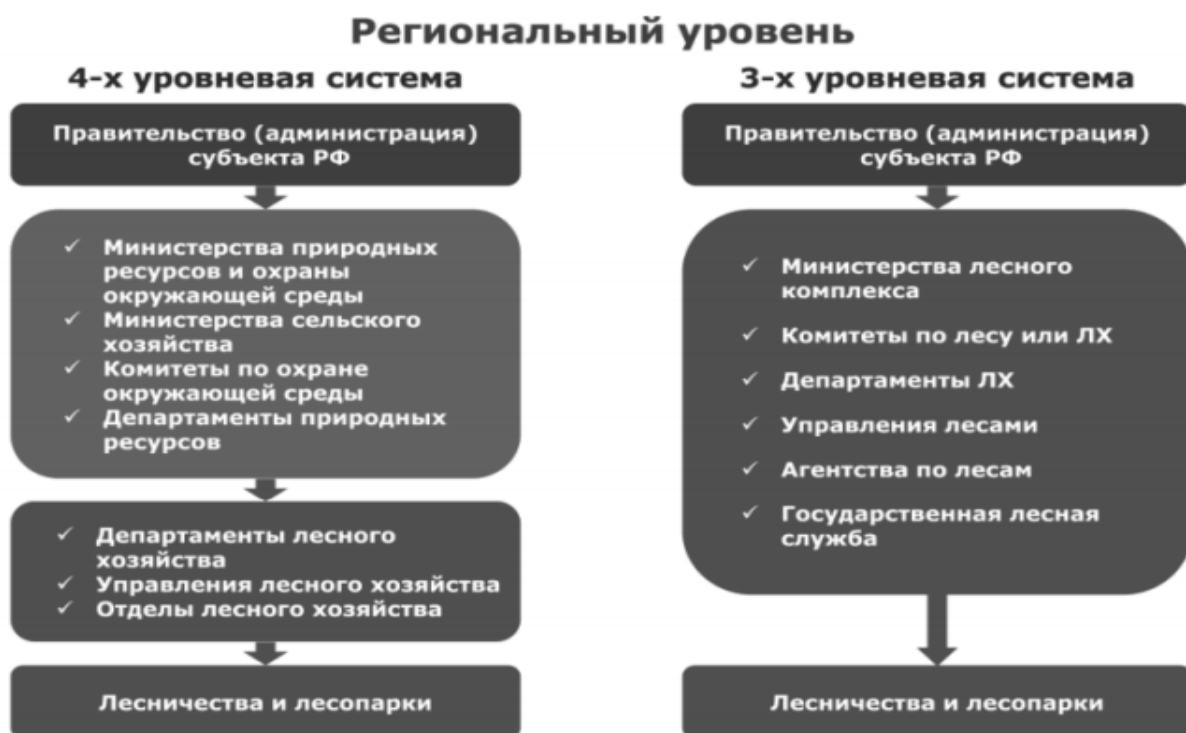 Региональный уровень
4-х уровневая система
Правительство (администрация)
субъекта РФ
✓ Министерства природных
ресурсов и охраны
окружающей среды
✓ Министерства сельского
хозяйства
✓ Комитеты по охране
окружающей среды
✓ Департаменты природных
ресурсов
✓ Департаменты лесного
хозяйства
✓ Управления лесного хозяйства
✓ Отделы лесного хозяйства
Лесничества и лесопарки
3-х уровневая система
Правительство (администрация)
субъекта РФ
✓ Министерства лесного
комплекса
✓ Комитеты по лесу или ЛХ
✓ Департаменты ЛХ
✓ Управления лесами
✓ Агентства по лесам
✓ Государственная лесная
служба
Лесничества и лесопарки